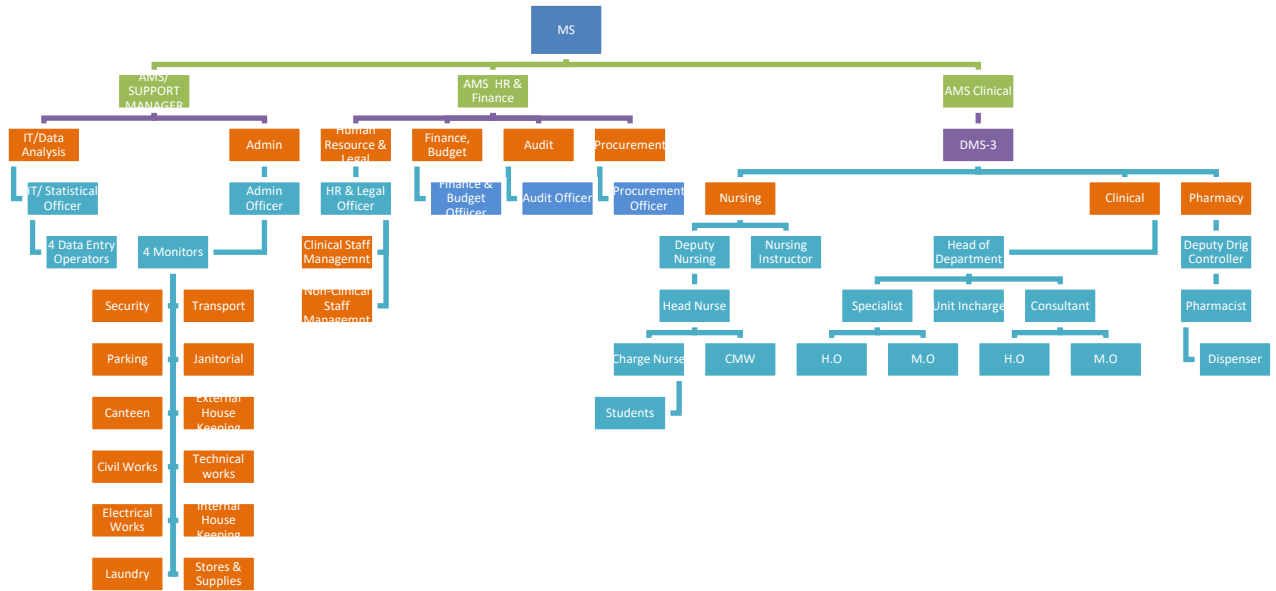 MS
AMS/
SUPPORT
MANAGER
AMS HR &
Finance
AMS Clinical
IT/Data
Analysis
Admin
Human
Resource &
Legal
Finance,
Budget
Audit
Procurement
DMS-3
IT/ Statistical
Officer
Admin
Officer
HR & Legal
Officer
Finance &
Budget
Offiicer
Audit Officer
Procurement
Officer
Nursing
Clinical
Pharmacy
4 Data Entry
Operators
4 Monitors
Clinical Staff
Managemnt
Deputy
Nursing
Nursing
Instructor
Head of
Department
Deputy Drig
Controller
Security
Transport
Non-Clinical
Staff
Managemnt
Head Nurse
Specialist
Unit Incharge
Consultant
Pharmacist
Parking
Janitorial
Charge Nurse
CMW
H.O
M.O
H.O
M.O
Dispenser
Canteen
External
House
Keeping
Students
Civil Works
Technical
works
Electrical
Works
Internal
House
Keeping
Laundry
Stores &
Supplies